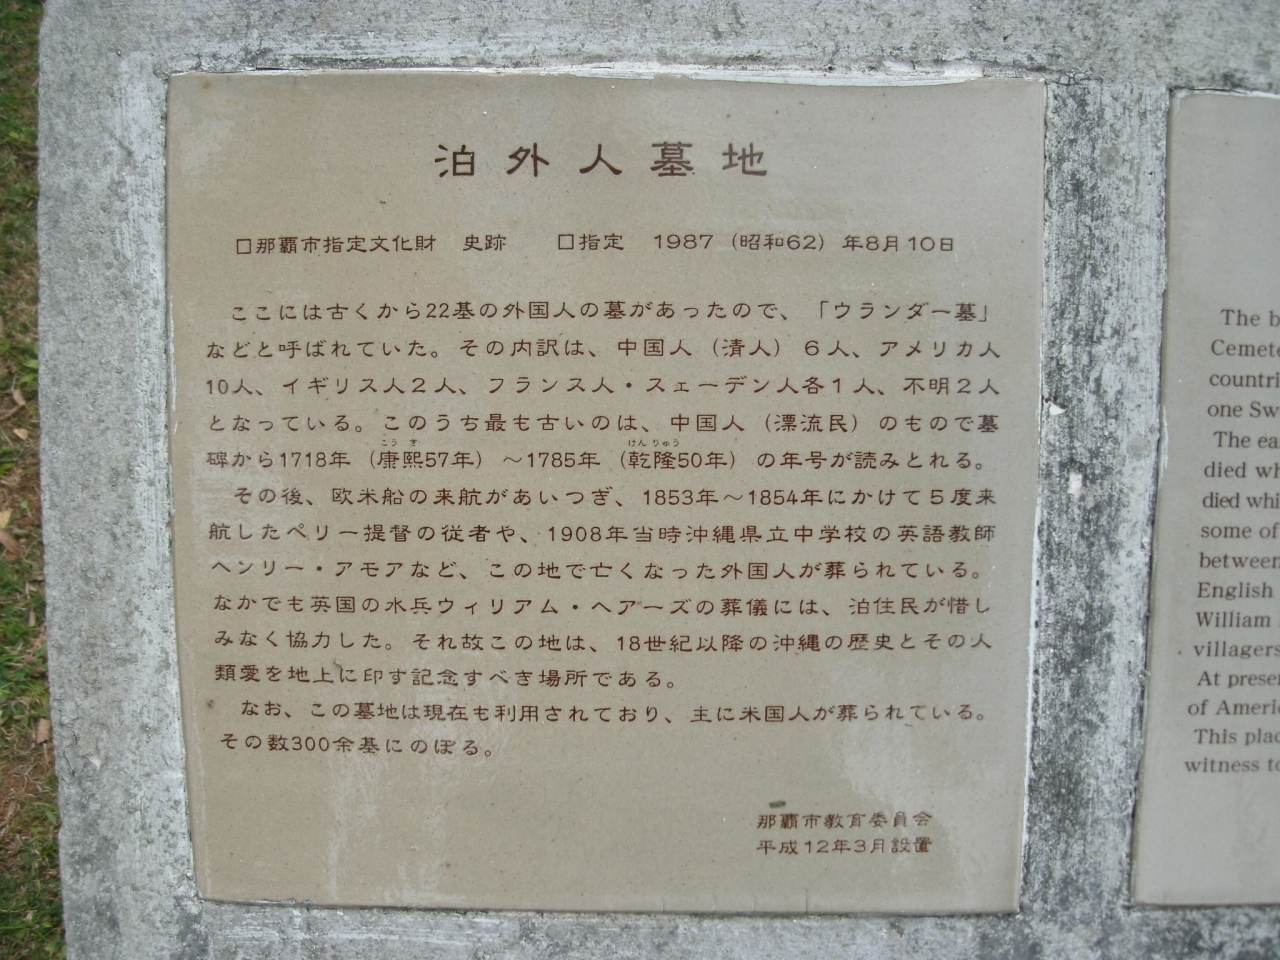 泊外人墓地
□那覇市指定文化財　史跡　　□指定　1987（昭和62）年8月10日
ここには古くから22基の外国人の墓があったので、「ウランダー墓」
などと呼ばれていた。その内訳は、中国人（清人）６人、アメリカ人
10人、イギリス人２人、フランス人・スェーデン人各１人、不明２人
となっている。このうち最も古いのは、中国人（漂流民）のもので墓
こう き　けん りゅう
碑から1718年（康熙57年）～1785年（乾隆50年）の年号が読みとれる。
その後、欧米船の来航があいつぎ、1853年～1854年にかけて５度来
航したペリー提督の従者や、1908年当時沖縄県立中学校の英語教師
ヘンリー・アモアなど、この地で亡くなった外国人が葬られている。
なかでも英国の水兵ウィリアム・ヘアーズの葬儀には、泊住民が惜し
みなく協力した。それ故この地は、18世紀以降の沖縄の歴史とその人
類愛を地上に印す記念すべき場所である。
なお、この墓地は現在も利用されており、主に米国人が葬られている。
その数300余基にのぼる。
那覇市教育委員会
平成12年3月設置
The b
Cemete
countri
one Sw
The ea
died wh
died whi
some of
between
English
William
villagers
At prese
of Americ
This plac
witness to